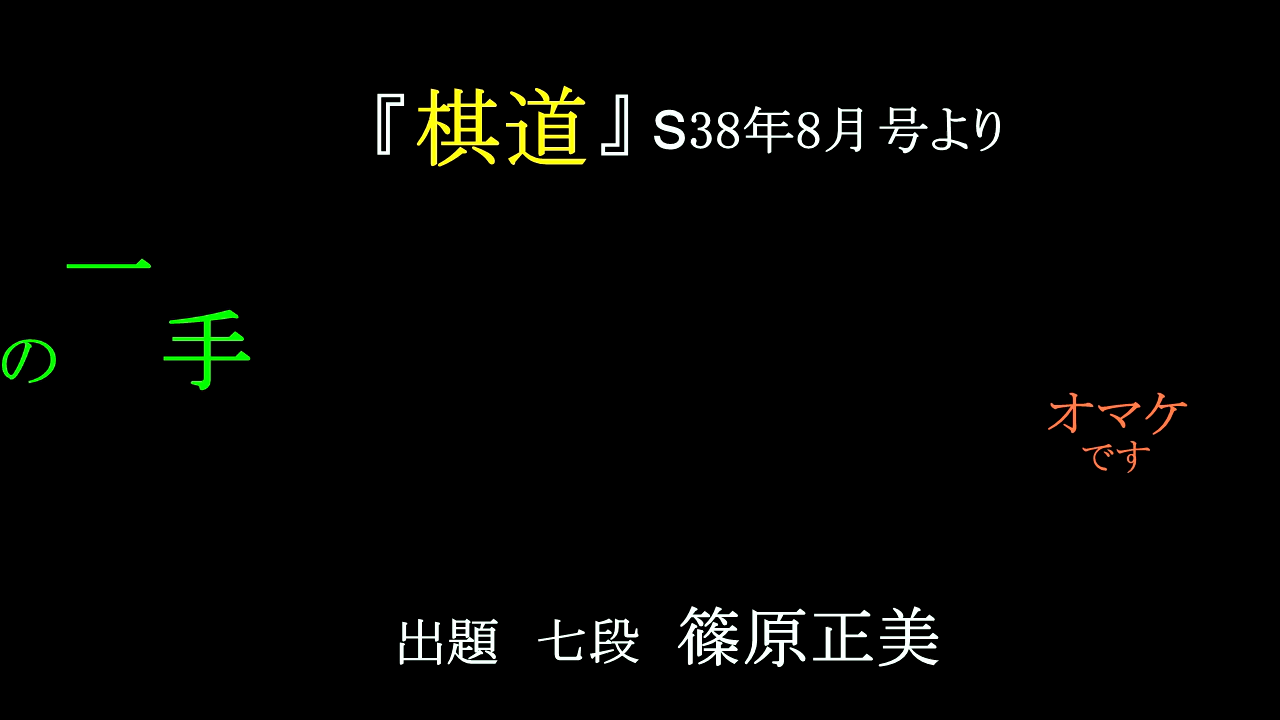 『棋道』S38年8月号より
一
の 手
オマケ
です
出題 七段 篠原正美